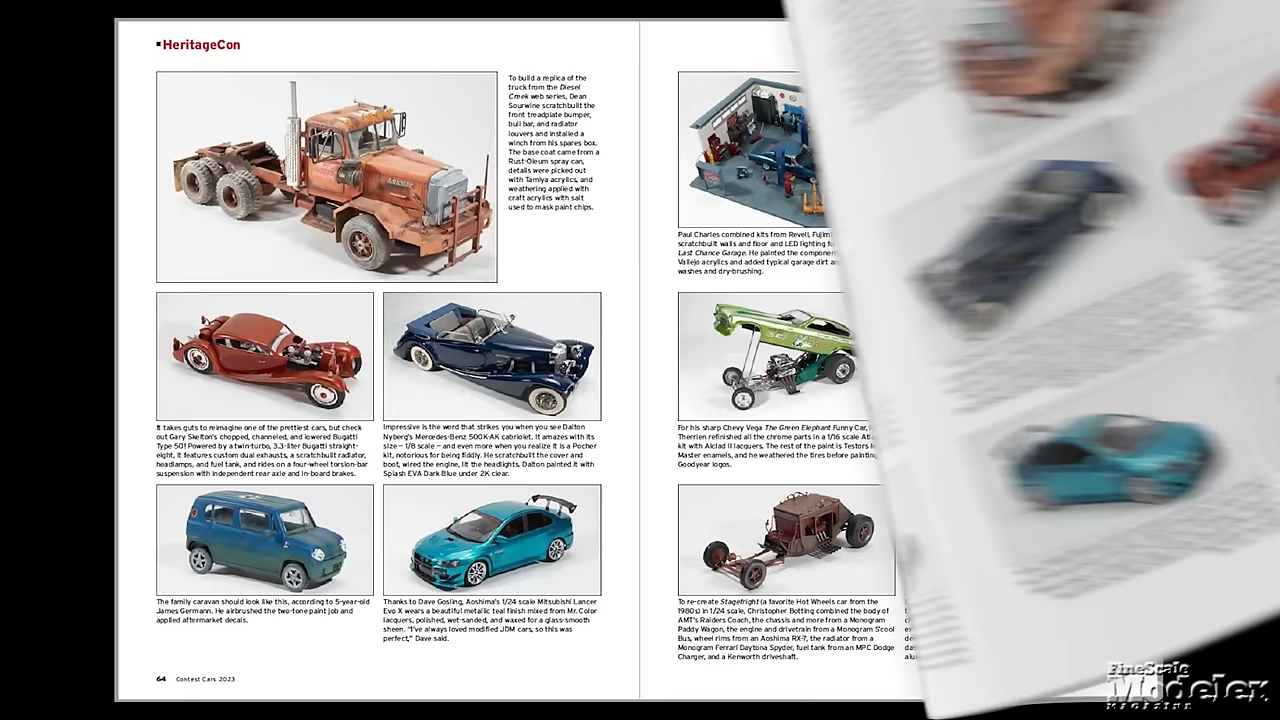 HeritageCon
To build a replica of the
truck from the Diesel
Creek web series, Dean
Sourwine scratchbuilt the
front treadplate bumper,
bull bar, and radiator
louvers and installed a
winch from his spares box.
The base coat came from a
Rust-Oleum spray can,
details were picked out
with Tamiya acrylics, and
weathering applied with
craft acrylics with salt
used to mask paint chips.
It takes guts to reimagine one of the prettiest cars, but check
out Gary Skelton's chopped, channeled, and lowered Bugatti
Type 50! Powered by a twin-turbo, 3.3-liter Bugatti straight-
eight, it features custom dual exhausts, a scratchbuilt radiator,
headlamps, and fuel tank, and rides on a four-wheel torsion-bar
suspension with independent rear axle and in-board brakes.
Impressive is the word that strikes you when you see Dalton
Nyberg's Mercedes-Benz 500K-AK cabriolet. It amazes with its
size — 1/8 scale — and even more when you realize it is a Pocher
kit, notorious for being fiddly. He scratchbuilt the cover and
boot, wired the engine, lit the headlights. Dalton painted it with
Splash EVA Dark Blue under 2K clear.
The family caravan should look like this, according to 5-year-old
James Germann. He airbrushed the two-tone paint job and
applied aftermarket decals.
Thanks to Dave Gosling, Aoshima's 1/24 scale Mitsubishi Lancer
Evo X wears a beautiful metallic teal finish mixed from Mr. Color
lacquers, polished, wet-sanded, and waxed for a glass-smooth
sheen. "I've always loved modified JDM cars, so this was
perfect," Dave said.
64 Contest Cars 2023
Paul Charles combined kits from Revell,
scratchbuilt walls and floor and LED lighting
Last Chance Garage. He painted the
Vallejo acrylics and added typical garage dirt
washes and dry-brushing.
For his sharp Chevy Vega The Green Elephant Funny Car,
Therrien refinished all the chrome parts in a 1/16 scale
kit with Alclad II lacquers. The rest of the paint is Testors
Master enamels, and he weathered the tires before painting
Goodyear logos.
To re-create Stagefright (a favorite Hot Wheels car from the
1980s) in 1/24 scale, Christopher Botting combined the body of
AMT's Raiders Coach, the chassis and more from a Monogram
Paddy Wagon, the engine and drivetrain from a Monogram S'cool
Bus, wheel rims from an Aoshima RX-7, the radiator from a
Monogram Ferrari Daytona Spyder, fuel tank from an MPC Dodge
Charger, and a Kenworth driveshaft.
FineScale
Modeler
MAGAZINE